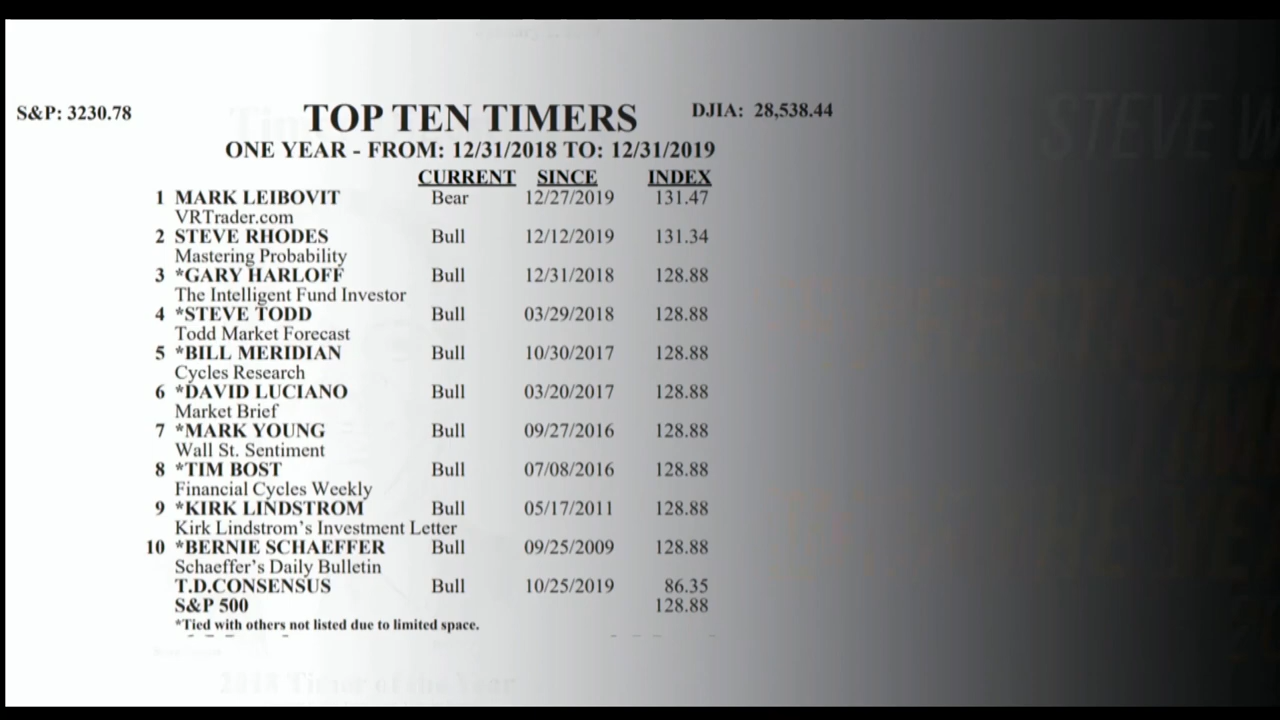 S&P: 3230.78
TOP TEN TIMERS
DJIA: 28,538.44
ONE YEAR - FROM: 12/31/2018 TO: 12/31/2019
CURRENT SINCE INDEX
1 MARK LEIBOVIT Bear 12/27/2019 131.47
VRTrader.com
2 STEVE RHODES Bull 12/12/2019 131.34
Mastering Probability
3 *GARY HARLOFF Bull 12/31/2018 128.88
The Intelligent Fund Investor
4 *STEVE TODD Bull 03/29/2018 128.88
Todd Market Forecast
5 *BILL MERIDIAN Bull 10/30/2017 128.88
Cycles Research
6 *DAVID LUCIANO Bull 03/20/2017 128.88
Market Brief
7 *MARK YOUNG Bull 09/27/2016 128.88
Wall St. Sentiment
8 *TIM BOST Bull 07/08/2016 128.88
Financial Cycles Weekly
9 *KIRK LINDSTROM Bull 05/17/2011 128.88
Kirk Lindstrom's Investment Letter
10 *BERNIE SCHAEFFER Bull 09/25/2009 128.88
Schaeffer's Daily Bulletin
T.D.CONSENSUS Bull 10/25/2019 86.35
S&P 500 128.88
*Tied with others not listed due to limited space.
2018 Timer of the Year
STEVE W